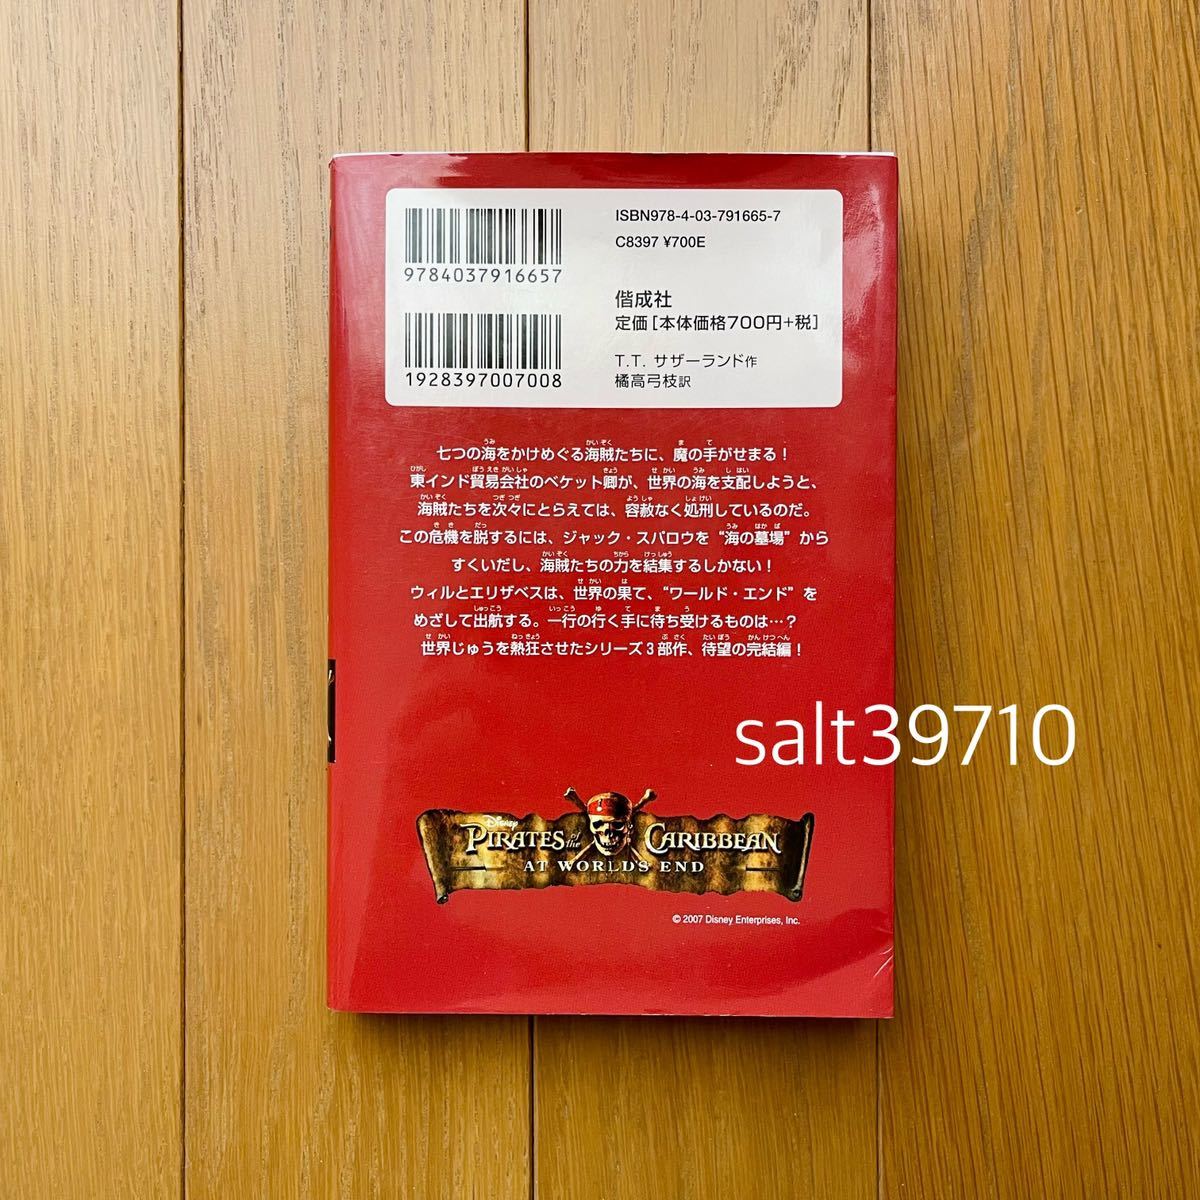 ISBN978-4-03-791665-7
C8397 ¥700E
9784037916657
偕成社
定価[本体価格700円+税]
1928397007008
T.T. サザーランド作
橘高弓枝訳
七つの海をかけめぐる海賊たちに、魔の手がせまる！
東インド貿易会社のベケット卿が、世界の海を支配しようと、
海賊たちを次々にとらえては、容赦なく処刑しているのだ。
この危機を脱するには、ジャック・スパロウを“海の墓場”から
すくいだし、海賊たちの力を結集するしかない！
ウィルとエリザベスは、世界の果て、“ワールド・エンド”を
めざして出航する。一行の行く手に待ち受けるものは…？
世界じゅうを熱狂させたシリーズ3部作、待望の完結編！
salt39710
Disney
PIRATES of the CARIBBEAN
AT WORLD'S END
© 2007 Disney Enterprises, Inc.